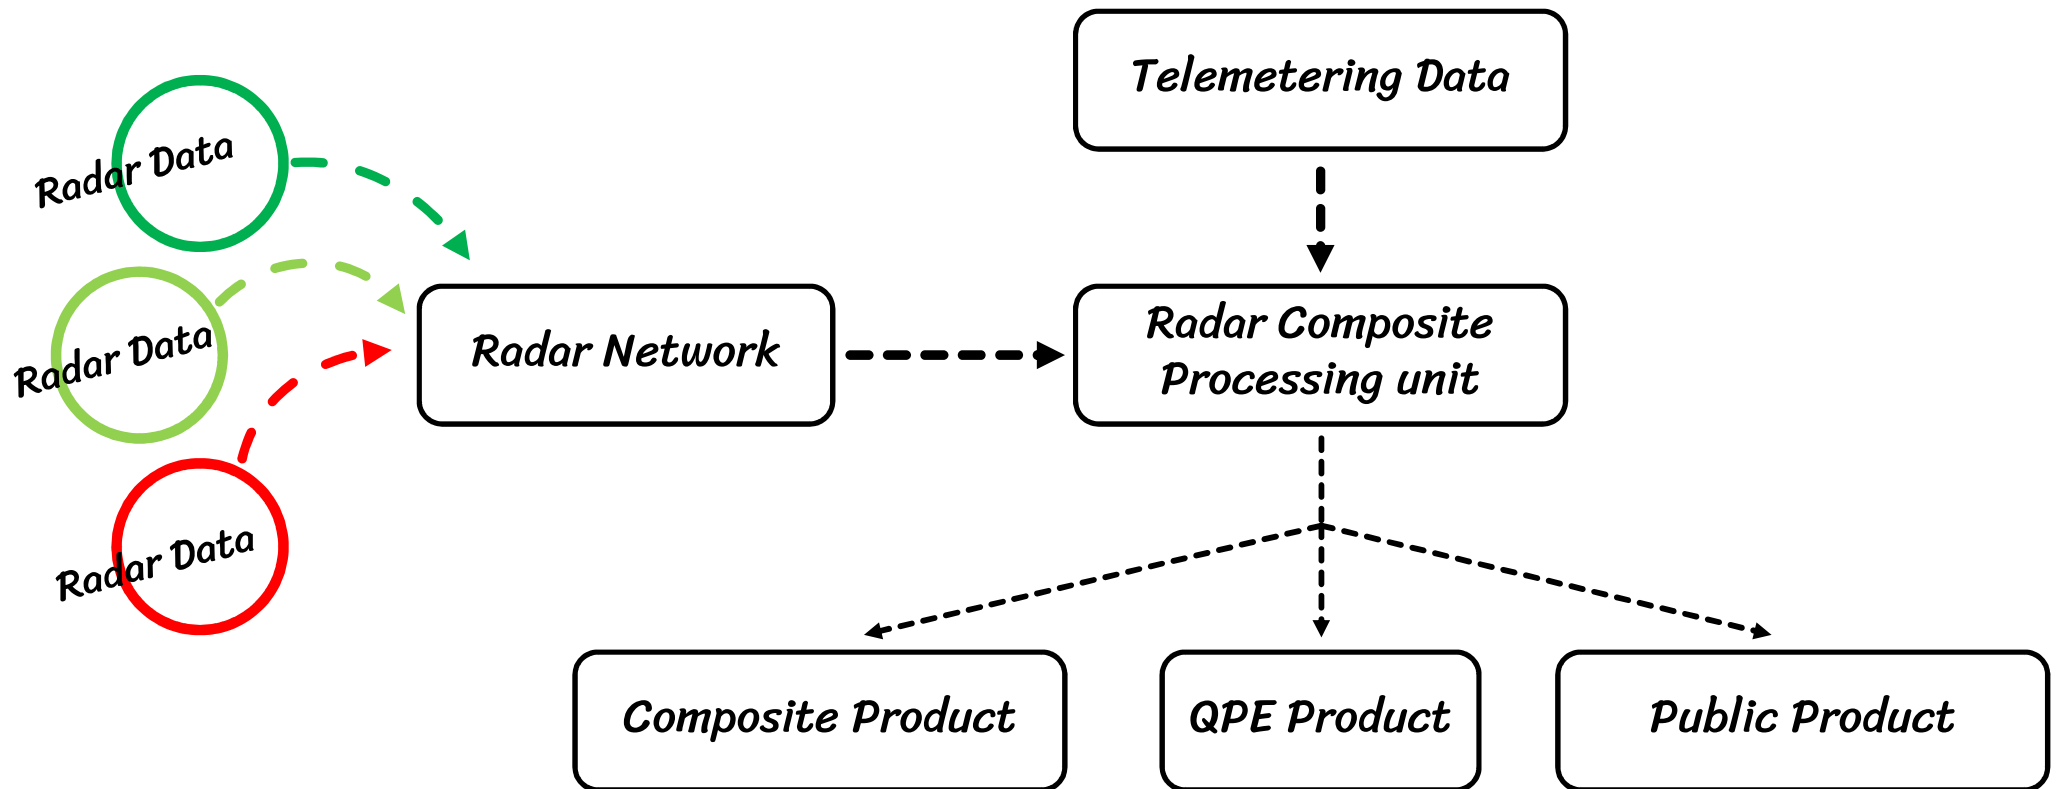 Telemetering Data
Radar Data
Radar Data
Radar Network
Radar Composite
Processing unit
Radar Data
Composite Product
QPE Product
Public Product